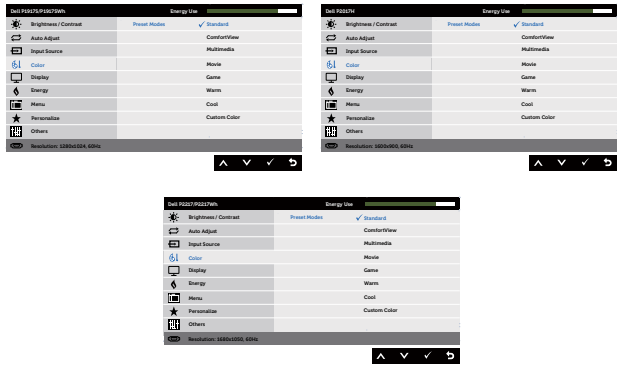 Dell P1917S/P1917SWh Energy Use
Brightness / Contrast Preset Modes ✓ Standard
Auto Adjust ComfortView
Input Source Multimedia
Color Movie
Display Game
Energy Warm
Menu Cool
Personalize Custom Color
Others
Resolution: 1280x1024, 60Hz
Dell P2017H Energy Use
Brightness / Contrast Preset Modes ✓ Standard
Auto Adjust ComfortView
Input Source Multimedia
Color Movie
Display Game
Energy Warm
Menu Cool
Personalize Custom Color
Others
Resolution: 1600x900, 60Hz
Dell P2217/P2217Wh Energy Use
Brightness / Contrast Preset Modes ✓ Standard
Auto Adjust ComfortView
Input Source Multimedia
Color Movie
Display Game
Energy Warm
Menu Cool
Personalize Custom Color
Others
Resolution: 1680x1050, 60Hz